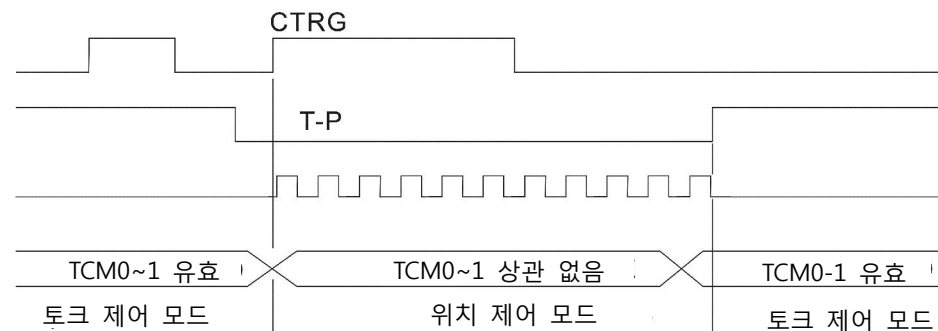 CTRG
T-P
TCM0~1 유효
TCM0~1 상관 없음
TCM0-1 유효
토크 제어 모드
위치 제어 모드
토크 제어 모드